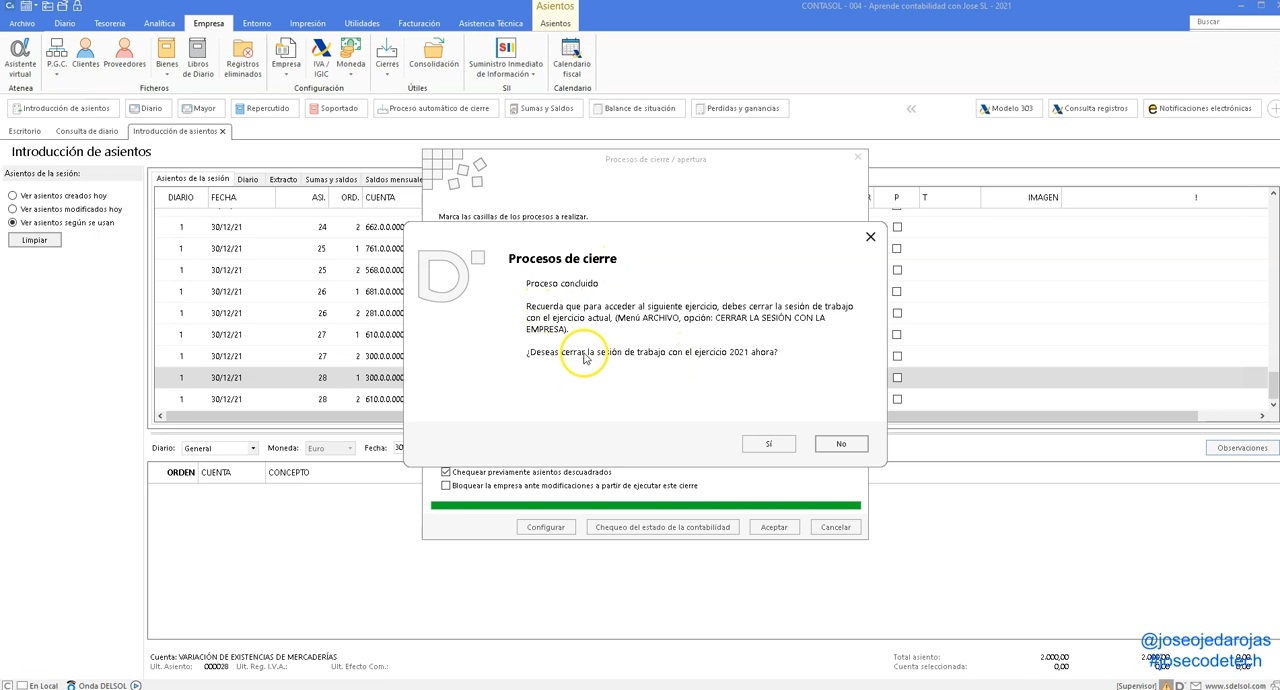 Asientos
CONTASOL - 004 - Aprende contabilidad con Jose SL - 2021
Archivo Diario Tesorería Analítica Empresa Entorno Impresión Utilidades Facturación Asistencia Técnica Asientos
Buscar
Asistente virtual
P.G.C.
Clientes
Proveedores
Bienes
Libros de Diario
Registros eliminados
Empresa
IVA / IGIC
Moneda
Cierres
Consolidación
Suministro Inmediato de Información
Calendario fiscal
Atenea Ficheros Configuración Útiles SII Calendario
Introducción de asientos Diario Mayor Repercutido Soportado Proceso automático de cierre Sumas y Saldos Balance de situación Perdidas y ganancias Modelo 303 Consulta registros Notificaciones electrónicas
Escritorio Consulta de diario Introducción de asientos
Introducción de asientos
Asientos de la sesión:
Ver asientos creados hoy
Ver asientos modificados hoy
Ver asientos según se usan
Limpiar
Asientos de la sesión Diario Extracto Sumas y saldos Saldos mensuale
DIARIO FECHA ASI. ORD. CUENTA P T IMAGEN !
1 30/12/21 24 2 662.0.0.000
1 30/12/21 25 1 761.0.0.000
1 30/12/21 25 2 568.0.0.000
1 30/12/21 26 1 681.0.0.000
1 30/12/21 26 2 281.0.0.000
1 30/12/21 27 1 610.0.0.000
1 30/12/21 27 2 300.0.0.000
1 30/12/21 28 1 300.0.0.000
1 30/12/21 28 2 610.0.0.000
Procesos de cierre / apertura
Marca las casillas de los procesos a realizar.
Procesos de cierre
Proceso concluido
Recuerda que para acceder al siguiente ejercicio, debes cerrar la sesión de trabajo
con el ejercicio actual, (Menú ARCHIVO, opción: CERRAR LA SESIÓN CON LA
EMPRESA).
¿Deseas cerrar la sesión de trabajo con el ejercicio 2021 ahora?
Sí No
Chequear previamente asientos descuadrados
Bloquear la empresa ante modificaciones a partir de ejecutar este cierre
Configurar Chequeo del estado de la contabilidad Aceptar Cancelar
Diario: General Moneda: Euro Fecha: 30
Observaciones
ORDEN CUENTA CONCEPTO
Cuenta: VARIACIÓN DE EXISTENCIAS DE MERCADERÍAS
Ult. Asiento: 000028 Ult. Reg. I.V.A.: Ult. Efecto Com.:
Total asiento: 2.000,00
Cuenta seleccionada: 0,00
@joseojedarojas
#josecodetech
En Local Onda DELSOL
[Supervisor] www.sdelsol.com